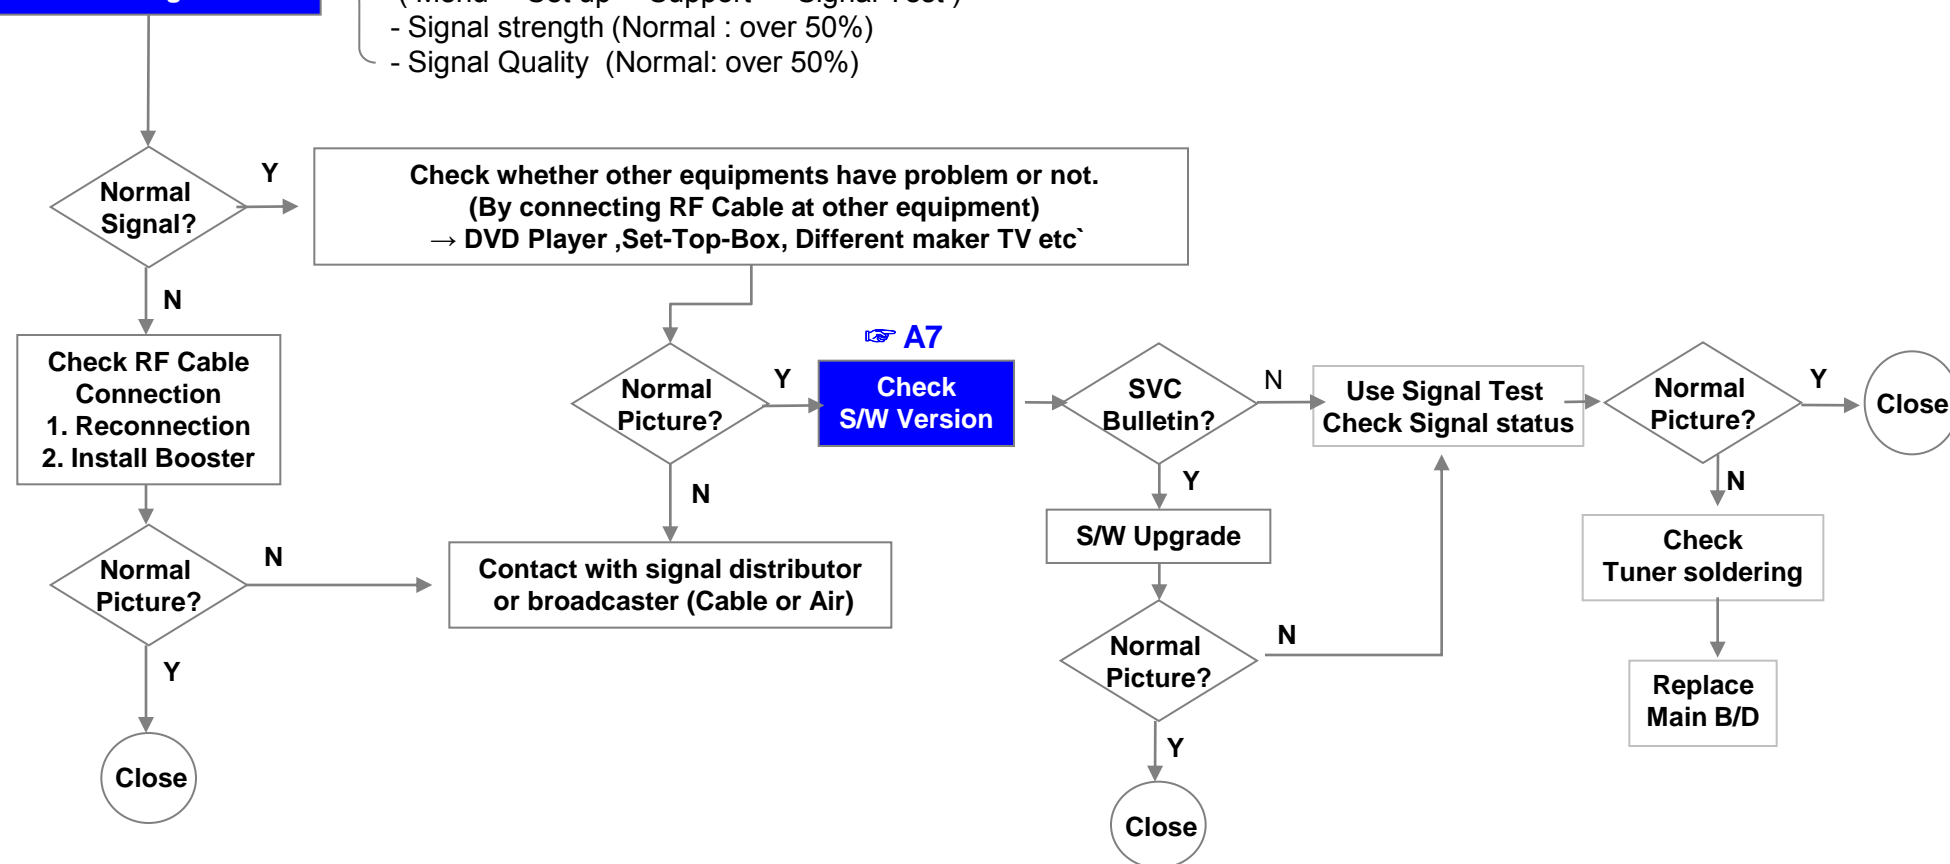 - Signal strength (Normal : over 50%)
- Signal Quality (Normal: over 50%)
Normal
Signal?
Y
Check whether other equipments have problem or not.
(By connecting RF Cable at other equipment)
→ DVD Player ,Set-Top-Box, Different maker TV etc`
N
Check RF Cable
Connection
1. Reconnection
2. Install Booster
Normal
Picture?
N
Y
Close
Normal
Picture?
Y
N
Contact with signal distributor
or broadcaster (Cable or Air)
☞ A7
Check
S/W Version
SVC
Bulletin?
N
Y
S/W Upgrade
Normal
Picture?
N
Y
Close
Use Signal Test
Check Signal status
Normal
Picture?
Y
Close
N
Check
Tuner soldering
Replace
Main B/D